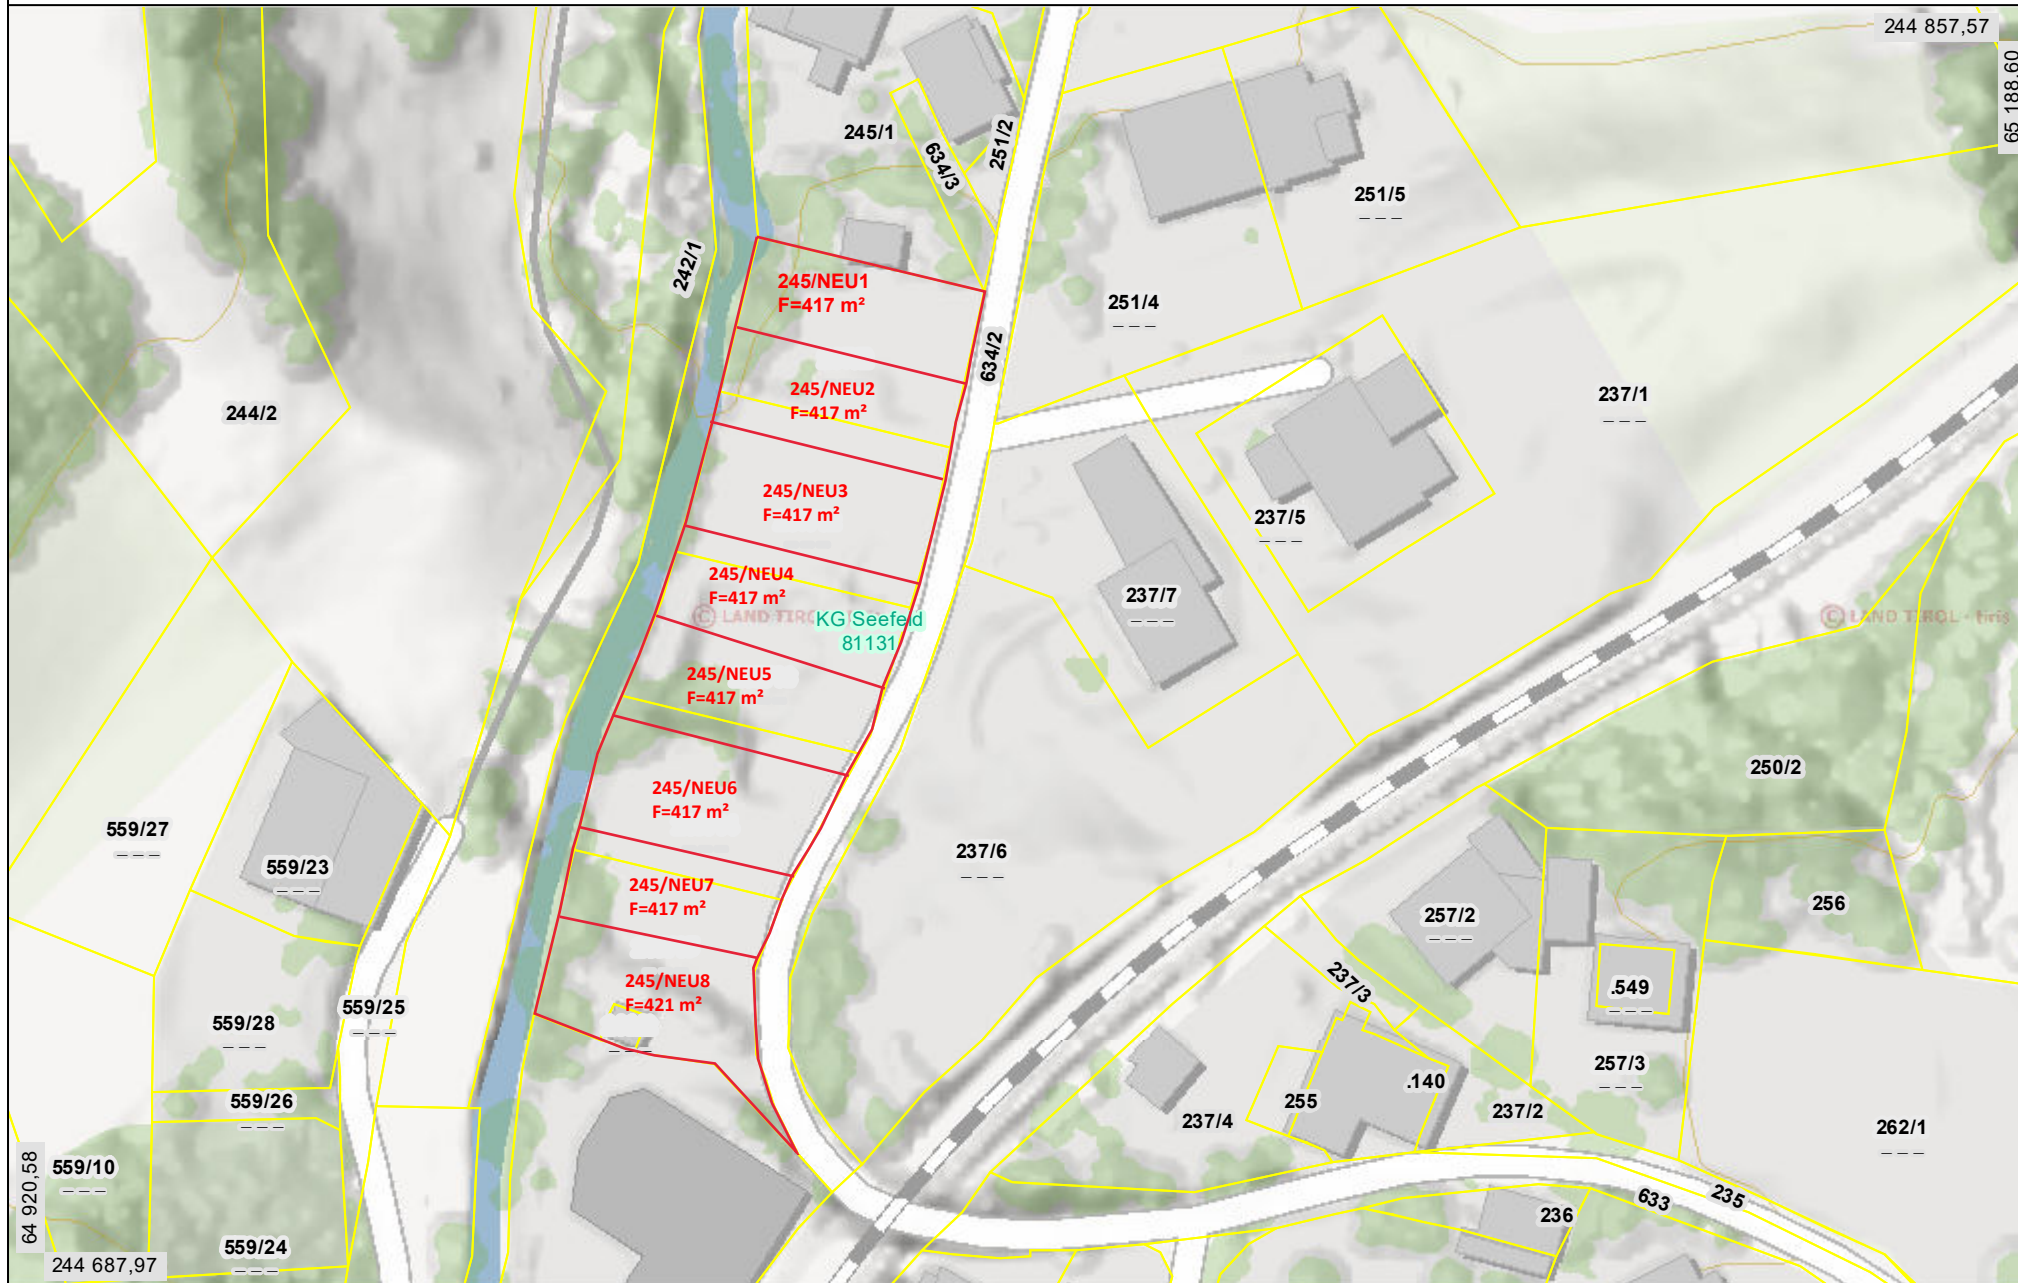 244 857,57
65 188,60
245/1
634/3
251/2
251/5
242/1
245/NEU1
F=417 m²
251/4
634/2
245/NEU2
F=417 m²
237/1
244/2
245/NEU3
F=417 m²
237/5
245/NEU4
F=417 m²
237/7
© LAND TIROL
KG Seefeld
81131
© LAND TIROL - tiris
245/NEU5
F=417 m²
250/2
245/NEU6
F=417 m²
559/27
237/6
559/23
245/NEU7
F=417 m²
257/2
256
245/NEU8
F=421 m²
237/3
.549
559/25
559/28
257/3
.140
559/26
255
237/4
237/2
262/1
559/10
64 920,58
235
633
236
559/24
244 687,97